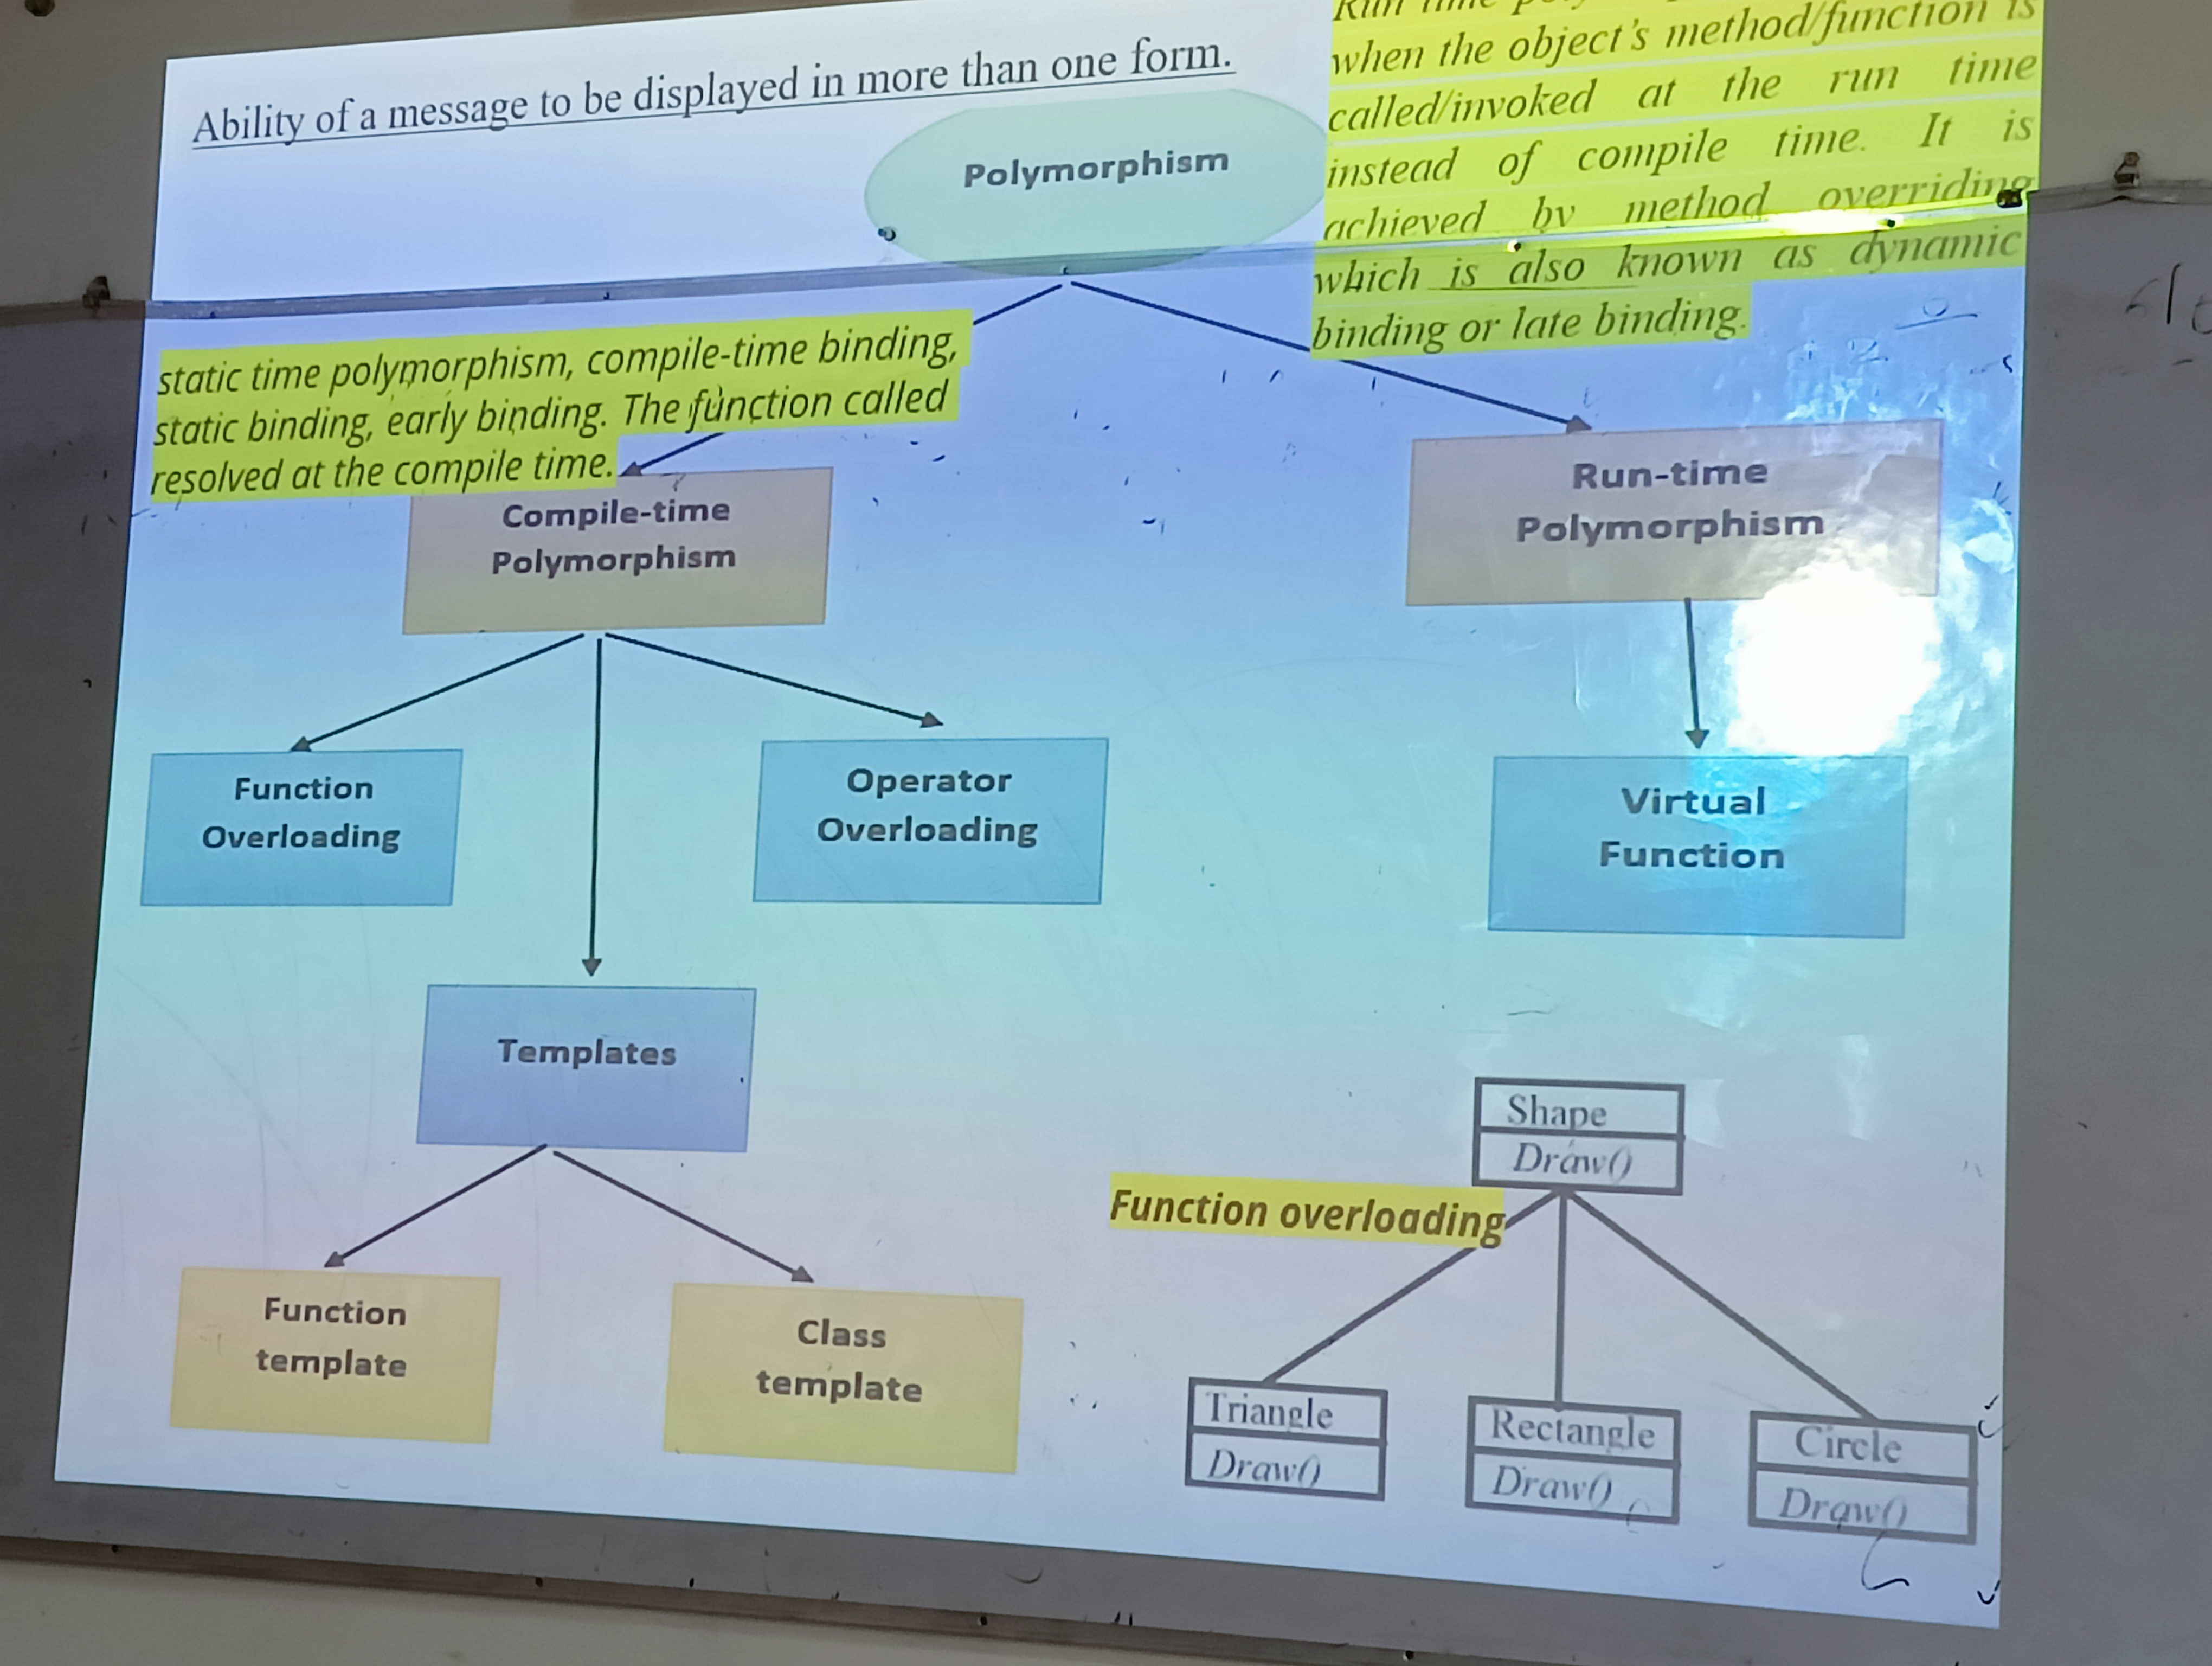 Ability of a message to be displayed in more than one form.
when the object's method/function is
called/invoked at the run time
instead of compile time. It is
achieved by method overriding
which is also known as dynamic
binding or late binding.
Polymorphism
static time polymorphism, compile-time binding,
static binding, early binding. The function called
resolved at the compile time.
Compile-time
Polymorphism
Run-time
Polymorphism
Function
Overloading
Operator
Overloading
Virtual
Function
Templates
Function
template
Class
template
Function overloading
Shape
Draw()
Triangle
Draw()
Rectangle
Draw()
Circle
Draw()